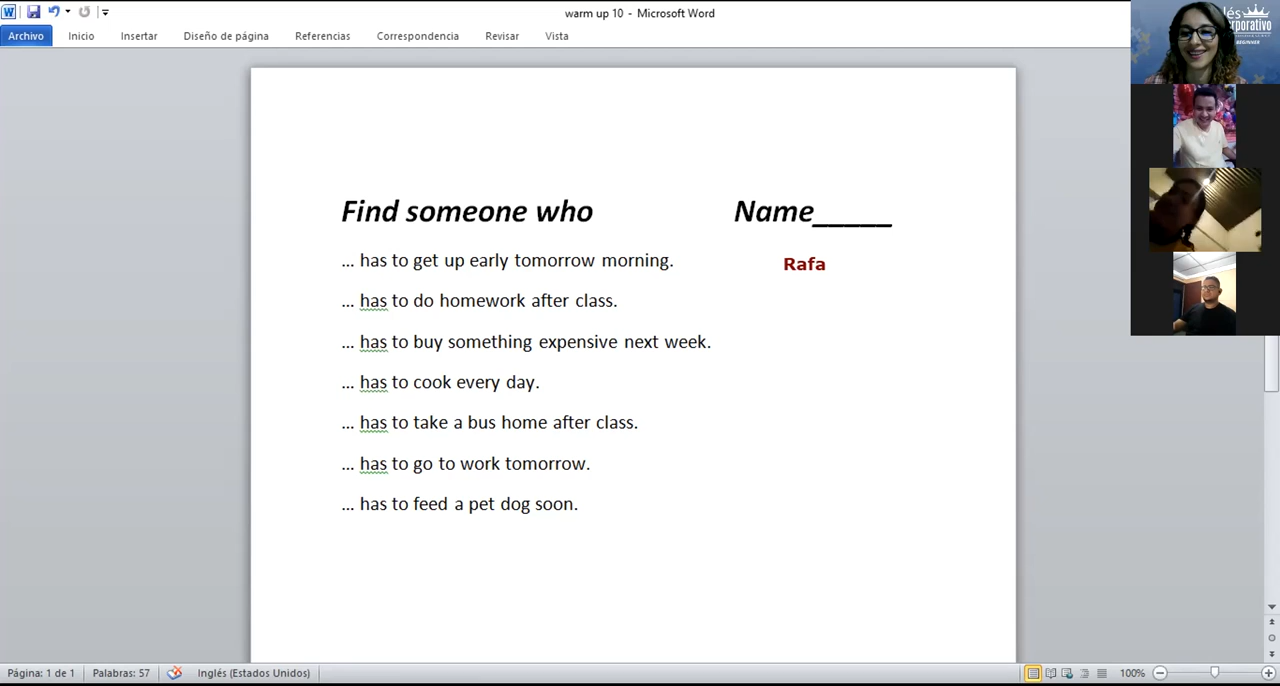 warm up 10 - Microsoft Word
Archivo Inicio Insertar Diseño de página Referencias Correspondencia Revisar Vista
Find someone who Name_____
... has to get up early tomorrow morning. Rafa
... has to do homework after class.
... has to buy something expensive next week.
... has to cook every day.
... has to take a bus home after class.
... has to go to work tomorrow.
... has to feed a pet dog soon.
BEGINNER
Página: 1 de 1 Palabras: 57 Inglés (Estados Unidos) 100%